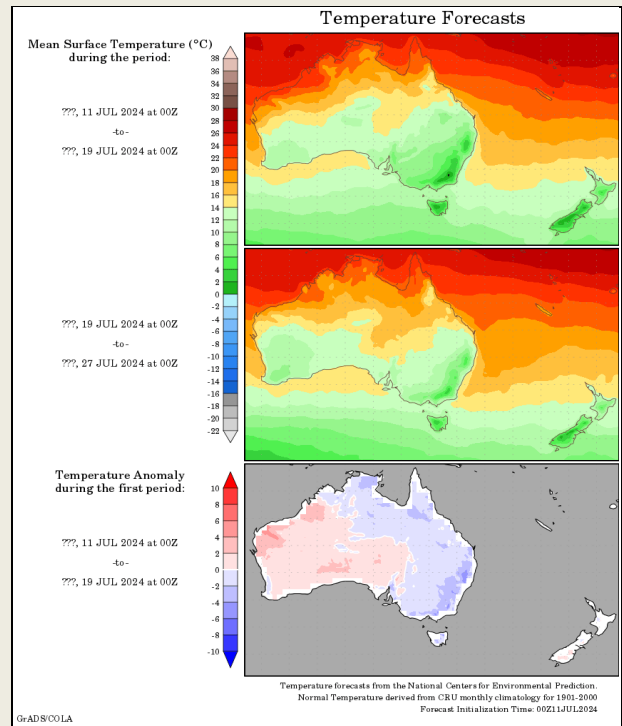 Temperature Forecasts
Mean Surface Temperature (°C)
during the period:
38
36
34
32
30
28
26
24
22
20
18
16
14
12
10
8
6
4
2
0
-2
-4
-6
-8
-10
-12
-14
-16
-18
-20
-22
???, 11 JUL 2024 at 00Z
-to-
???, 19 JUL 2024 at 00Z
???, 19 JUL 2024 at 00Z
-to-
???, 27 JUL 2024 at 00Z
Temperature Anomaly
during the first period:
10
8
6
4
2
0
-2
-4
-6
-8
-10
???, 11 JUL 2024 at 00Z
-to-
???, 19 JUL 2024 at 00Z
Temperature forecasts from the National Centers for Environmental Prediction.
Normal Temperature derived from CRU monthly climatology for 1901-2000
Forecast Initialization Time: 00Z11JUL2024
GrADS/COLA